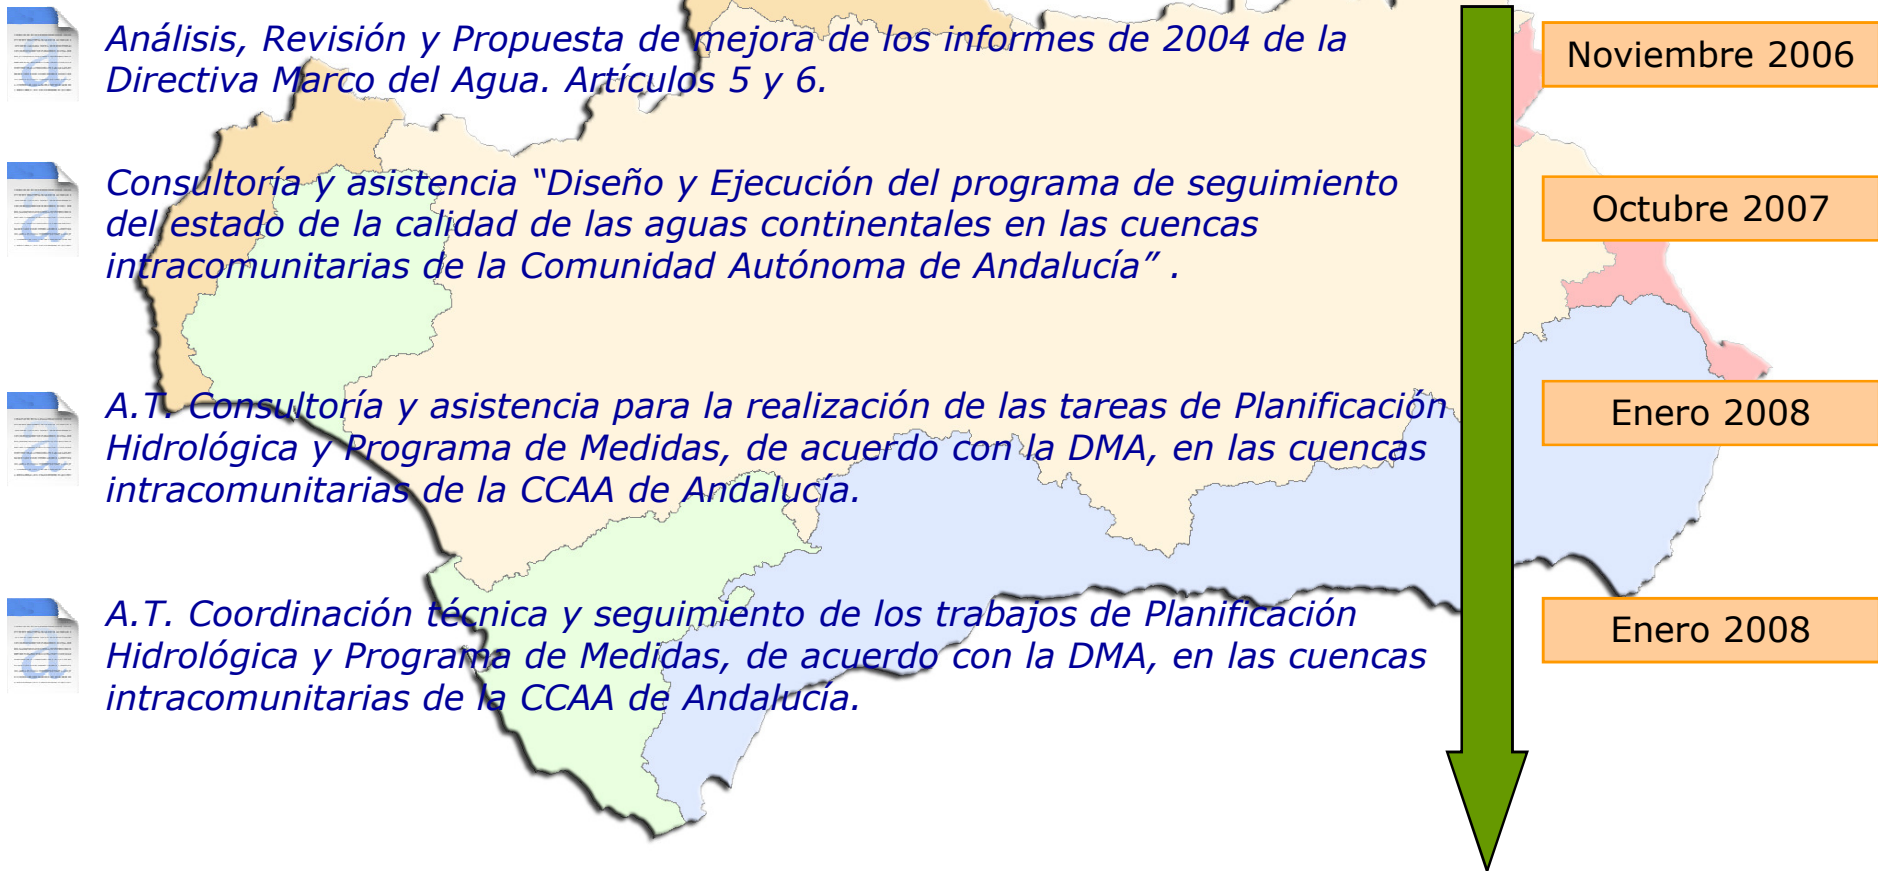 Análisis, Revisión y Propuesta de mejora de los informes de 2004 de la
Directiva Marco del Agua. Artículos 5 y 6.
Noviembre 2006
Consultoría y asistencia “Diseño y Ejecución del programa de seguimiento
del estado de la calidad de las aguas continentales en las cuencas
intracomunitarias de la Comunidad Autónoma de Andalucía” .
Octubre 2007
A.T. Consultoría y asistencia para la realización de las tareas de Planificación
Hidrológica y Programa de Medidas, de acuerdo con la DMA, en las cuencas
intracomunitarias de la CCAA de Andalucía.
Enero 2008
A.T. Coordinación técnica y seguimiento de los trabajos de Planificación
Hidrológica y Programa de Medidas, de acuerdo con la DMA, en las cuencas
intracomunitarias de la CCAA de Andalucía.
Enero 2008